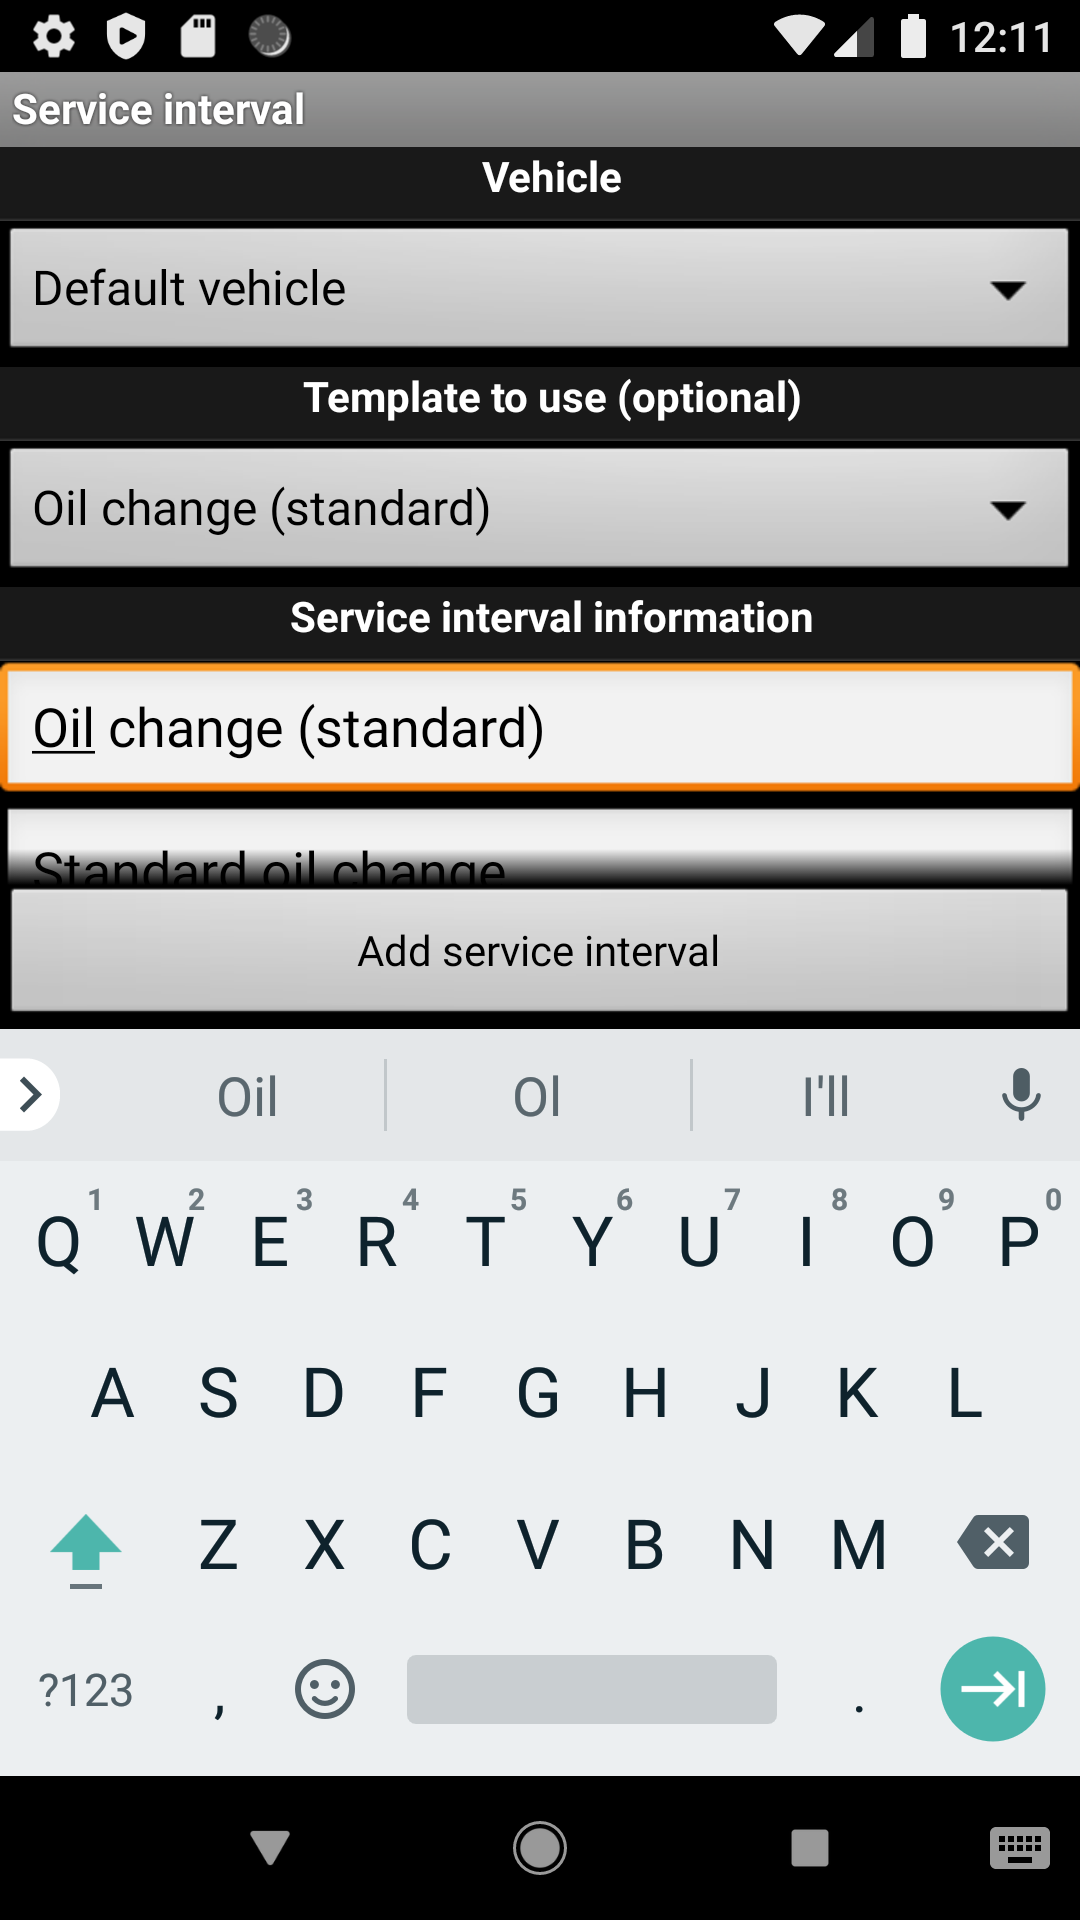 12:11
Service interval
Vehicle
Default vehicle
Template to use (optional)
Oil change (standard)
Service interval information
Oil change (standard)
Standard oil change
Add service interval
Oil Ol I'll
1 2 3 4 5 6 7 8 9 0
Q W E R T Y U I O P
A S D F G H J K L
Z X C V B N M
?123 , .